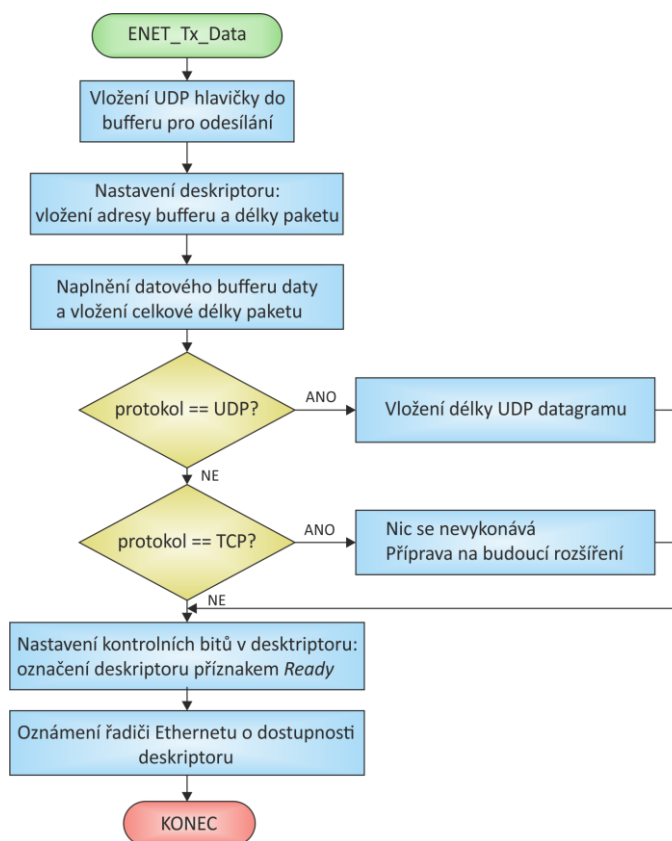 ENET_Tx_Data
Vložení UDP hlavičky do
bufferu pro odesílání
Nastavení deskriptoru:
vložení adresy bufferu a délky paketu
Naplnění datového bufferu daty
a vložení celkové délky paketu
protokol == UDP?
ANO
Vložení délky UDP datagramu
NE
protokol == TCP?
ANO
Nic se nevykonává
Příprava na budoucí rozšíření
NE
Nastavení kontrolních bitů v desktriptoru:
označení deskriptoru příznakem Ready
Oznámení řadiči Ethernetu o dostupnosti
deskriptoru
KONEC